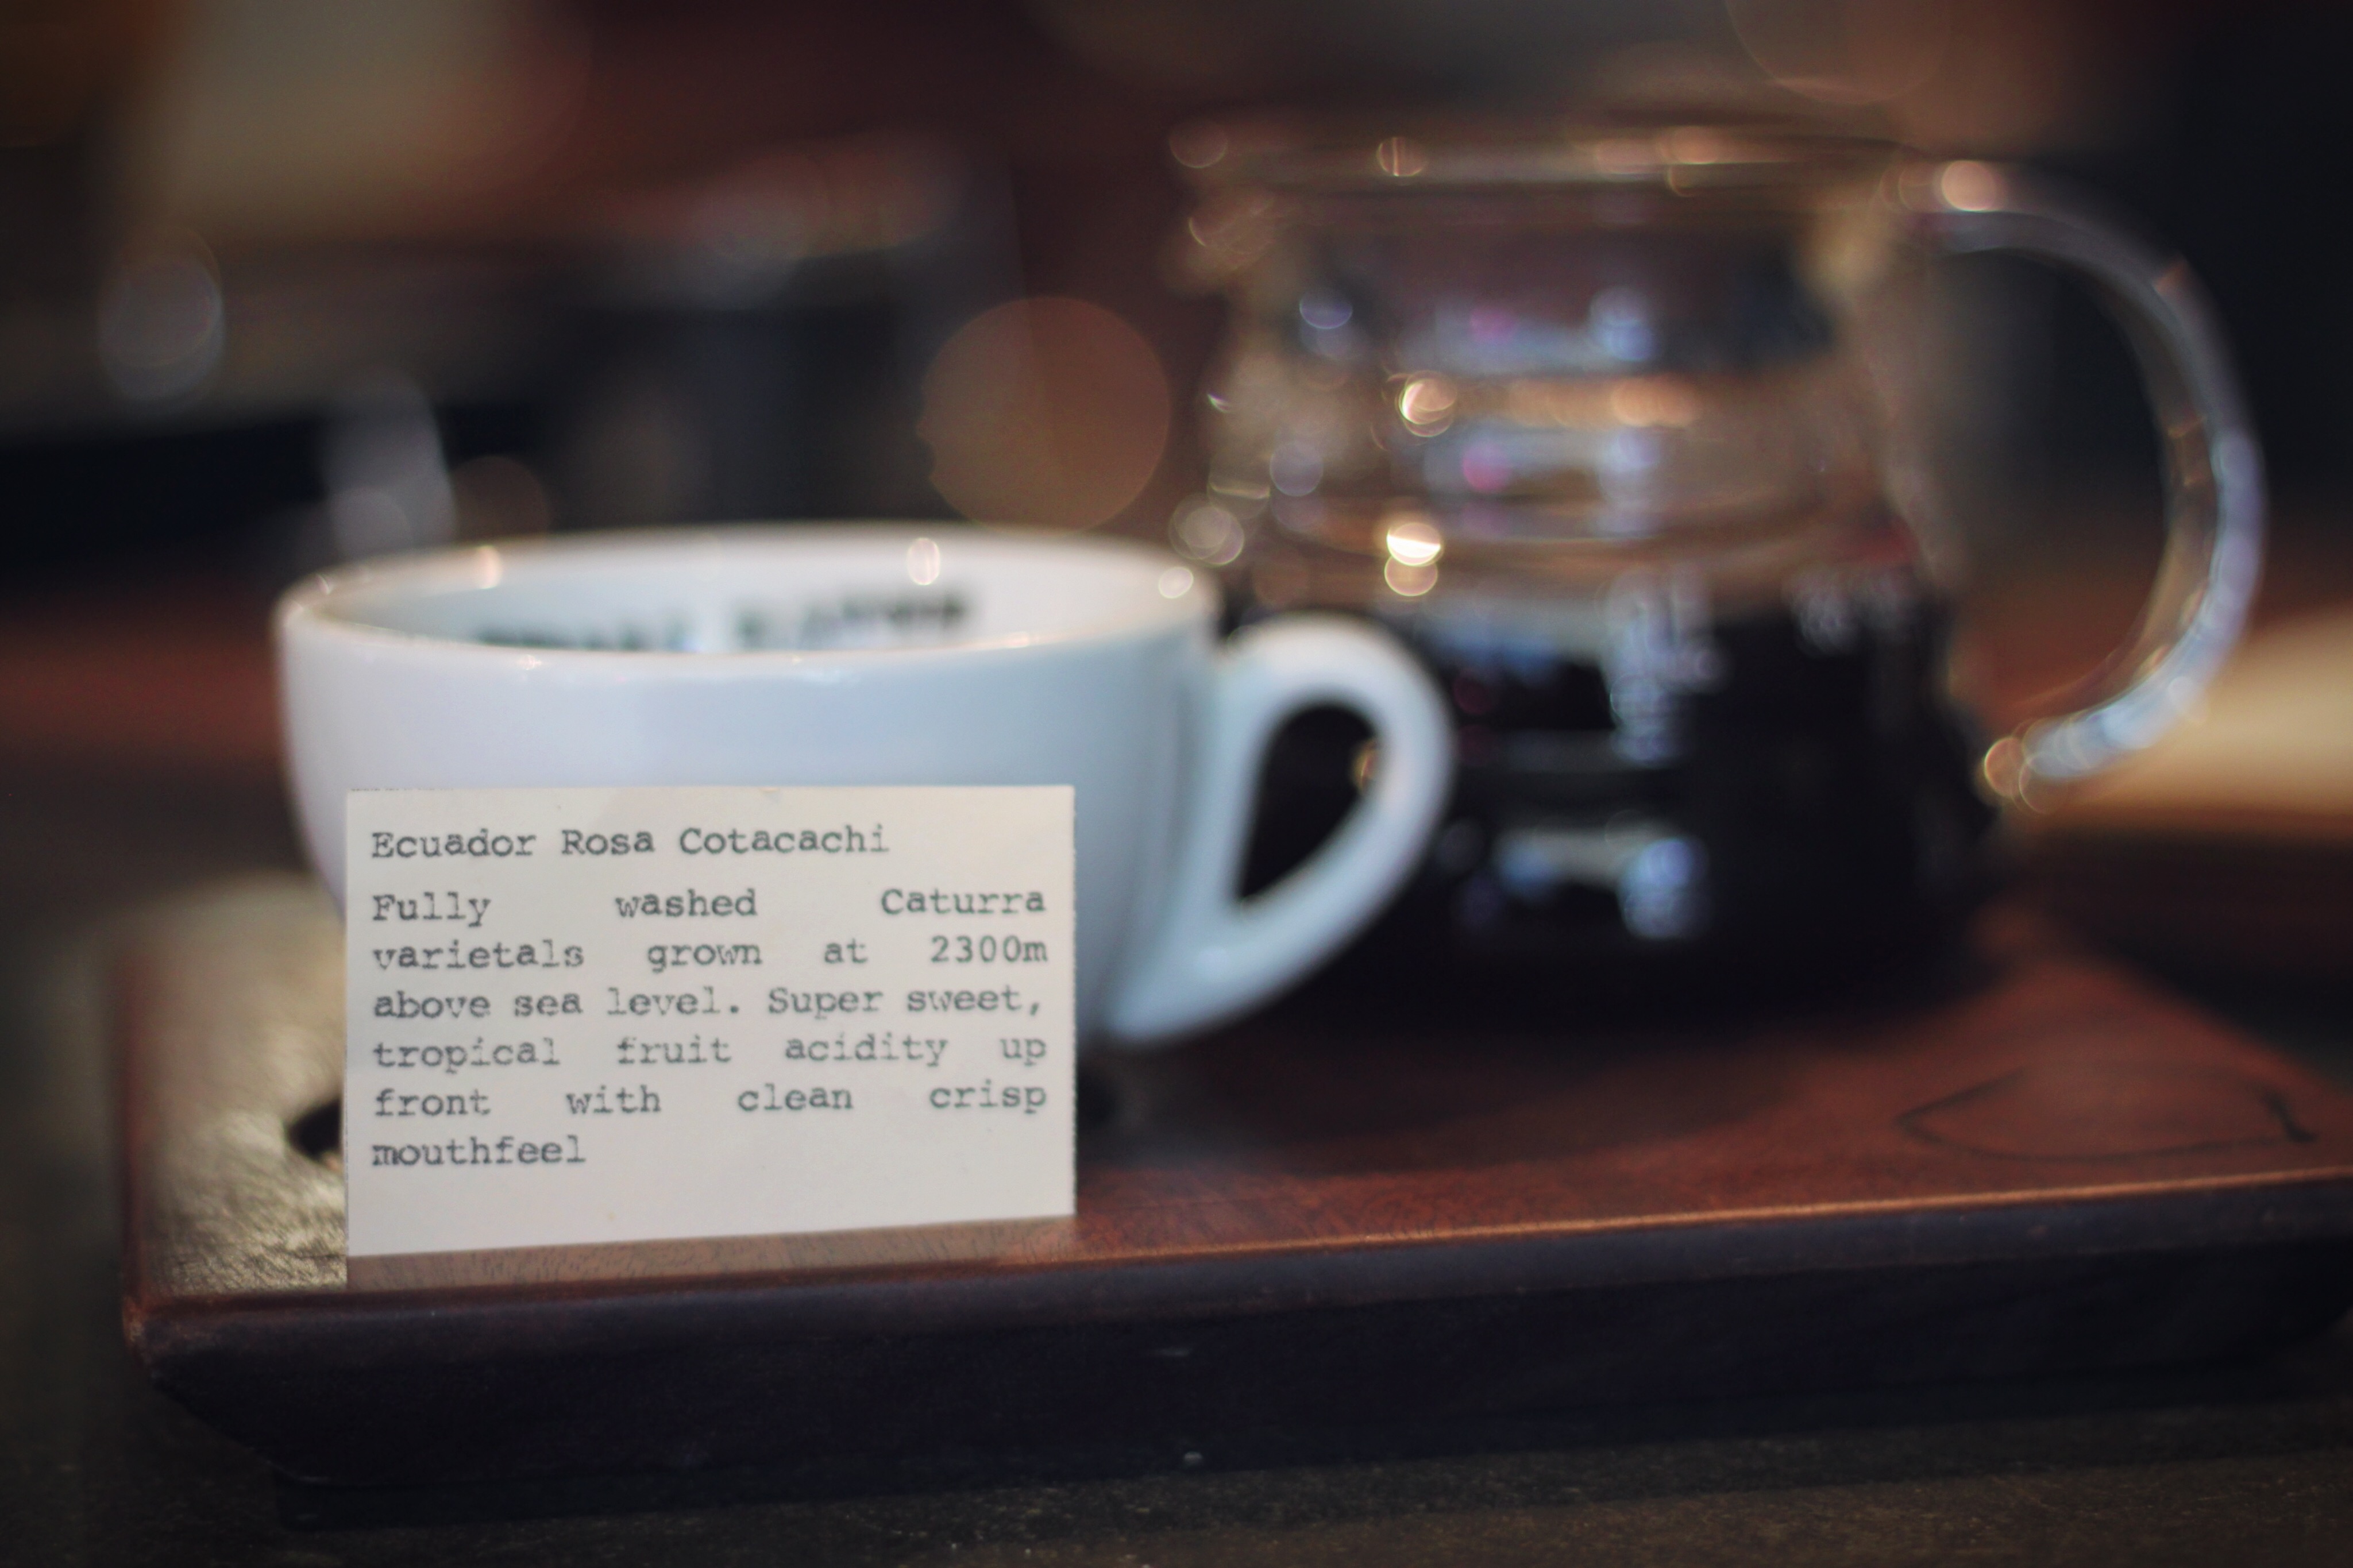 Ecuador Rosa Cotacachi
Fully washed Caturra
varietals grown at 2300m
above sea level. Super sweet,
tropical fruit acidity up
front with clean crisp
mouthfeel